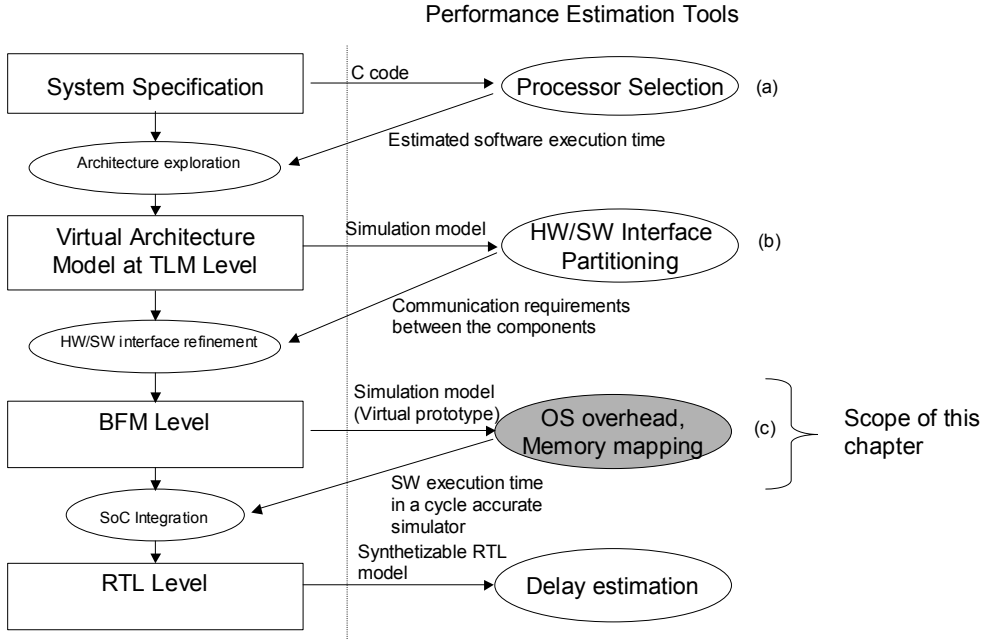 Performance Estimation Tools
System Specification
C code
Processor Selection
(a)
Estimated software execution time
Architecture exploration
Virtual Architecture
Model at TLM Level
Simulation model
HW/SW Interface
Partitioning
(b)
Communication requirements
between the components
HW/SW interface refinement
BFM Level
Simulation model
(Virtual prototype)
OS overhead,
Memory mapping
(c)
Scope of this
chapter
SW execution time
in a cycle accurate
simulator
SoC Integration
Synthetizable RTL
model
RTL Level
Delay estimation